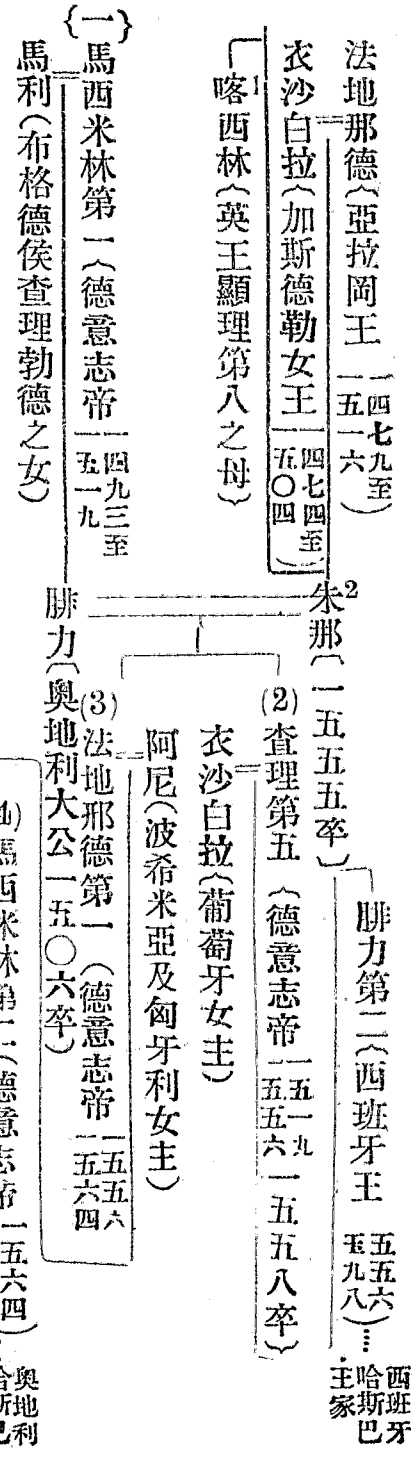 法地那德(亞拉岡王 一四七九至一五一六)
衣沙白拉(加斯德勒女王 一四七四至一五〇四)
1喀西林(英王顯理第八之母)
(一)馬西米林第一(德意志帝 一四九三至一五一九
馬利(布格德侯查理勃德之女)
2朱那(一五五五卒)
腓力(奧地利大公一五〇六卒)
腓力第二(西班牙王 一五五六 一五九八)……西班牙哈斯巴王家
(2)查理第五(德意志帝 一五一九 一五五六 一五五八卒)
衣沙白拉(葡萄牙女主)
阿尼(波希米亞及匈牙利女主)
(3)法地那德第一(德意志帝 一五五六 一五六四
馬西米林第二(德意志帝一五六四)
奧地利